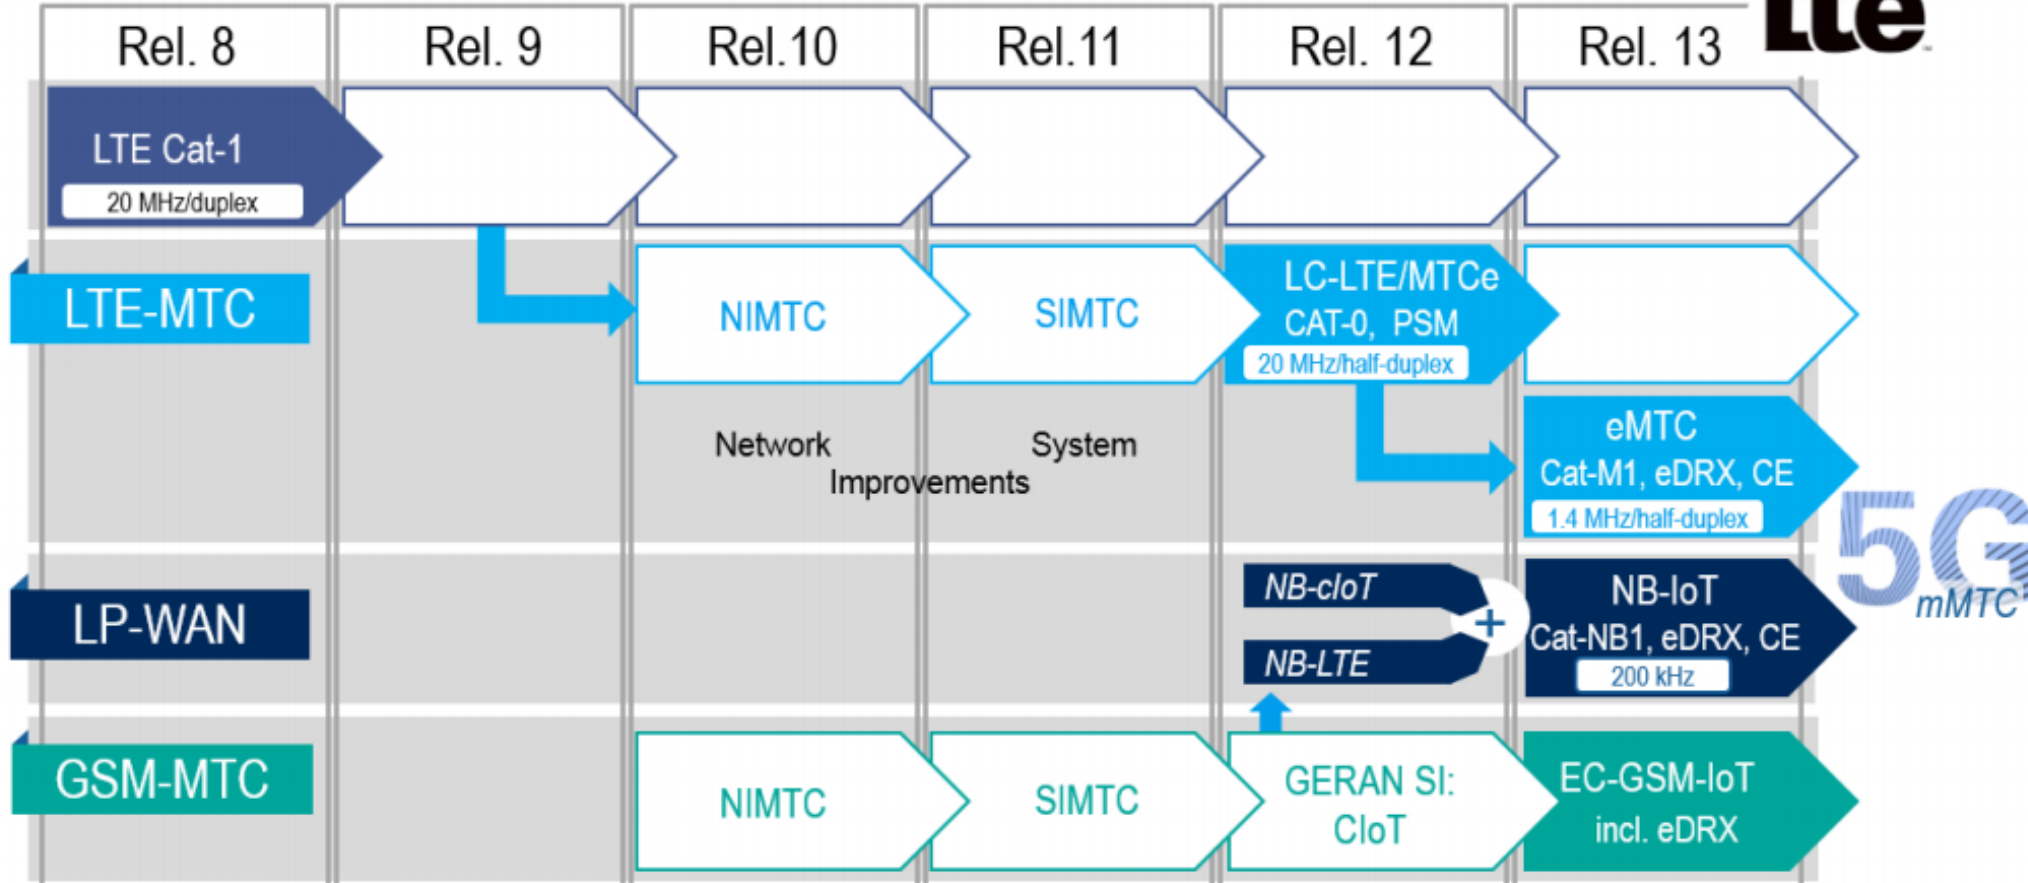 Rel. 8
Rel. 9
Rel.10
Rel.11
Rel. 12
Rel. 13
Lte
LTE Cat-1
20 MHz/duplex
LTE-MTC
NIMTC
SIMTC
LC-LTE/MTCe
CAT-0, PSM
20 MHz/half-duplex
Network
System
Improvements
eMTC
Cat-M1, eDRX, CE
1.4 MHz/half-duplex
5G
mMTC
LP-WAN
NB-cIoT
+
NB-LTE
NB-IoT
Cat-NB1, eDRX, CE
200 kHz
GSM-MTC
NIMTC
SIMTC
GERAN SI:
CIoT
EC-GSM-IoT
incl. eDRX